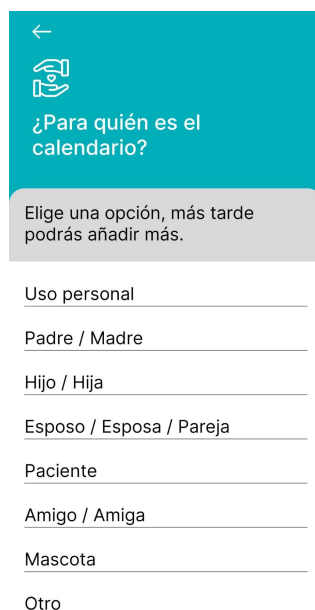 ¿Para quién es el
calendario?
Elige una opción, más tarde
podrás añadir más.
Uso personal
Padre / Madre
Hijo / Hija
Esposo / Esposa / Pareja
Paciente
Amigo / Amiga
Mascota
Otro